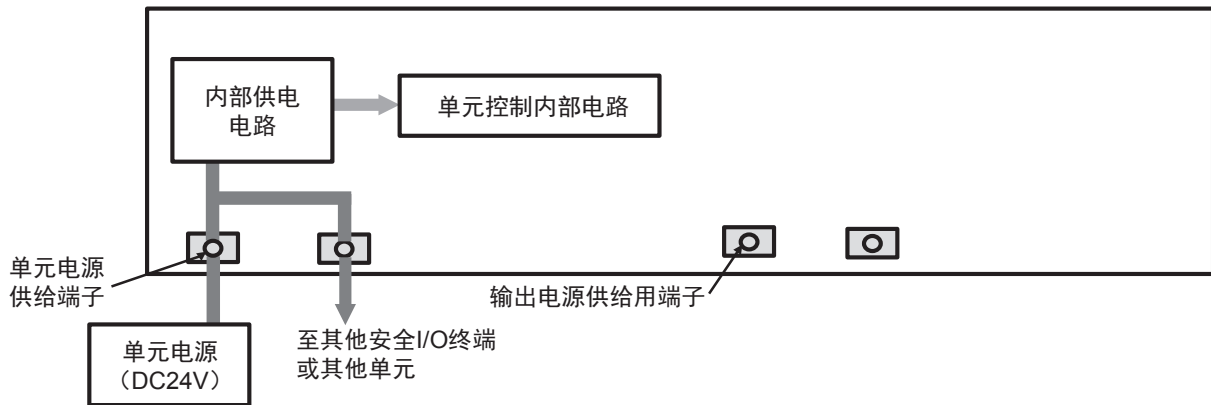 内部供电
电路
单元控制内部电路
单元电源
供给端子
输出电源供给用端子
单元电源
（DC24V）
至其他安全I/O终端
或其他单元